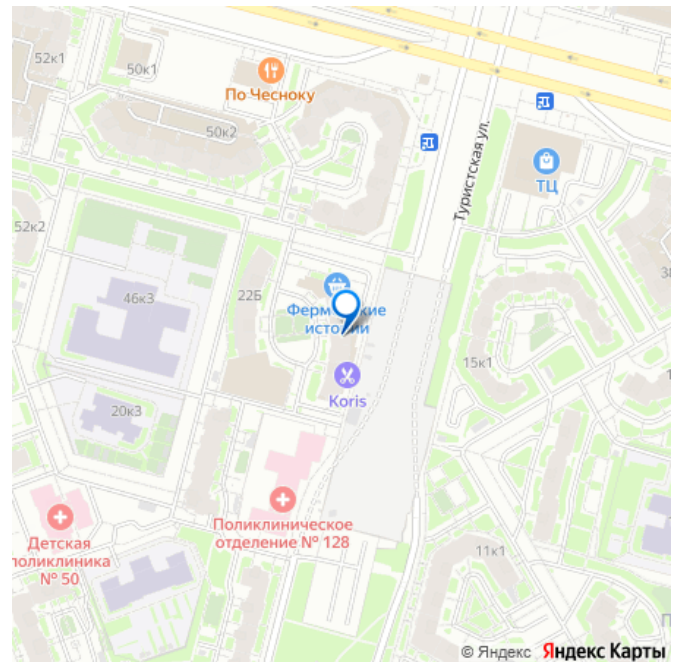 52к1
50к1
По Чесноку
50к2
Туристская ул.
ТЦ
52к2
46к3
22Б
Фермерские
истории
15к1
Koris
20к3
Поликлиническое
отделение № 128
Детская
поликлиника
№ 50
11к1
© Яндекс Яндекс Карты